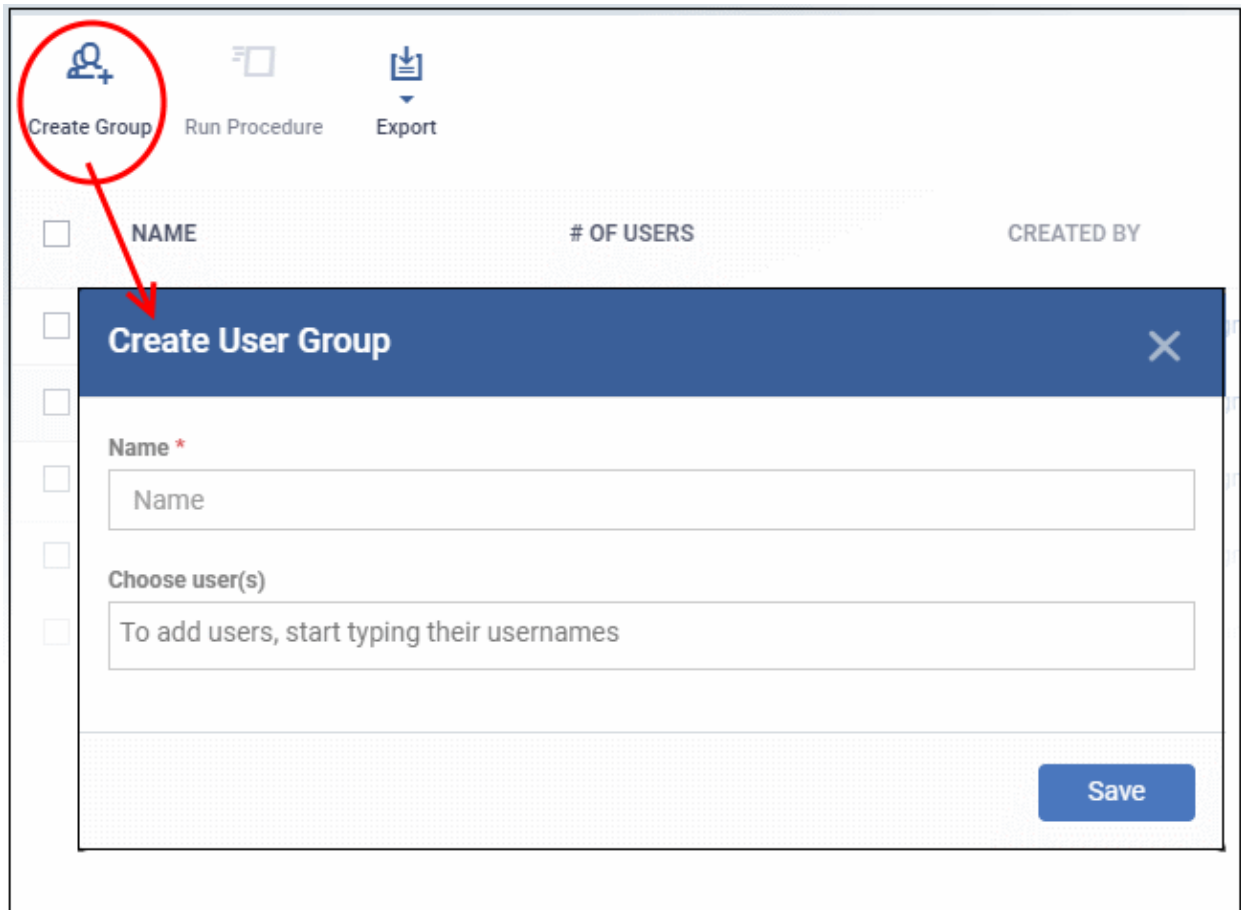 Create Group Run Procedure Export
NAME # OF USERS CREATED BY
Create User Group
Name *
Name
Choose user(s)
To add users, start typing their usernames
Save